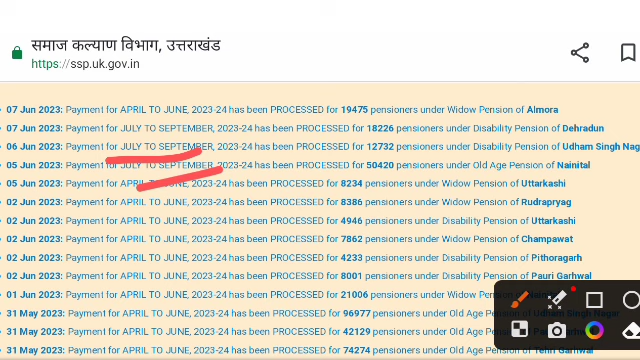 समाज कल्याण विभाग, उत्तराखंड
https://ssp.uk.gov.in
07 Jun 2023: Payment for APRIL TO JUNE, 2023-24 has been PROCESSED for 19475 pensioners under Widow Pension of Almora
07 Jun 2023: Payment for JULY TO SEPTEMBER, 2023-24 has been PROCESSED for 18226 pensioners under Disability Pension of Dehradun
06 Jun 2023: Payment for JULY TO SEPTEMBER, 2023-24 has been PROCESSED for 12732 pensioners under Disability Pension of Udham Singh Nag
05 Jun 2023: Payment for JULY TO SEPTEMBER, 2023-24 has been PROCESSED for 50420 pensioners under Old Age Pension of Nainital
05 Jun 2023: Payment for APRIL TO JUNE, 2023-24 has been PROCESSED for 8234 pensioners under Widow Pension of Uttarkashi
02 Jun 2023: Payment for APRIL TO JUNE, 2023-24 has been PROCESSED for 8386 pensioners under Widow Pension of Rudraprayag
02 Jun 2023: Payment for APRIL TO JUNE, 2023-24 has been PROCESSED for 4946 pensioners under Disability Pension of Uttarkashi
02 Jun 2023: Payment for APRIL TO JUNE, 2023-24 has been PROCESSED for 7862 pensioners under Widow Pension of Champawat
02 Jun 2023: Payment for APRIL TO JUNE, 2023-24 has been PROCESSED for 4233 pensioners under Disability Pension of Pithoragarh
02 Jun 2023: Payment for APRIL TO JUNE, 2023-24 has been PROCESSED for 8001 pensioners under Disability Pension of Pauri Garhwal
01 Jun 2023: Payment for APRIL TO JUNE, 2023-24 has been PROCESSED for 21006 pensioners under Widow Pension of
31 May 2023: Payment for APRIL TO JUNE, 2023-24 has been PROCESSED for 96977 pensioners under Old Age Pension of Udham Singh Nagar
31 May 2023: Payment for APRIL TO JUNE, 2023-24 has been PROCESSED for 42129 pensioners under Old Age
31 May 2023: Payment for APRIL TO JUNE, 2023-24 has been PROCESSED for 74274 pensioners under Old Age Pension of Tehri Garhwal